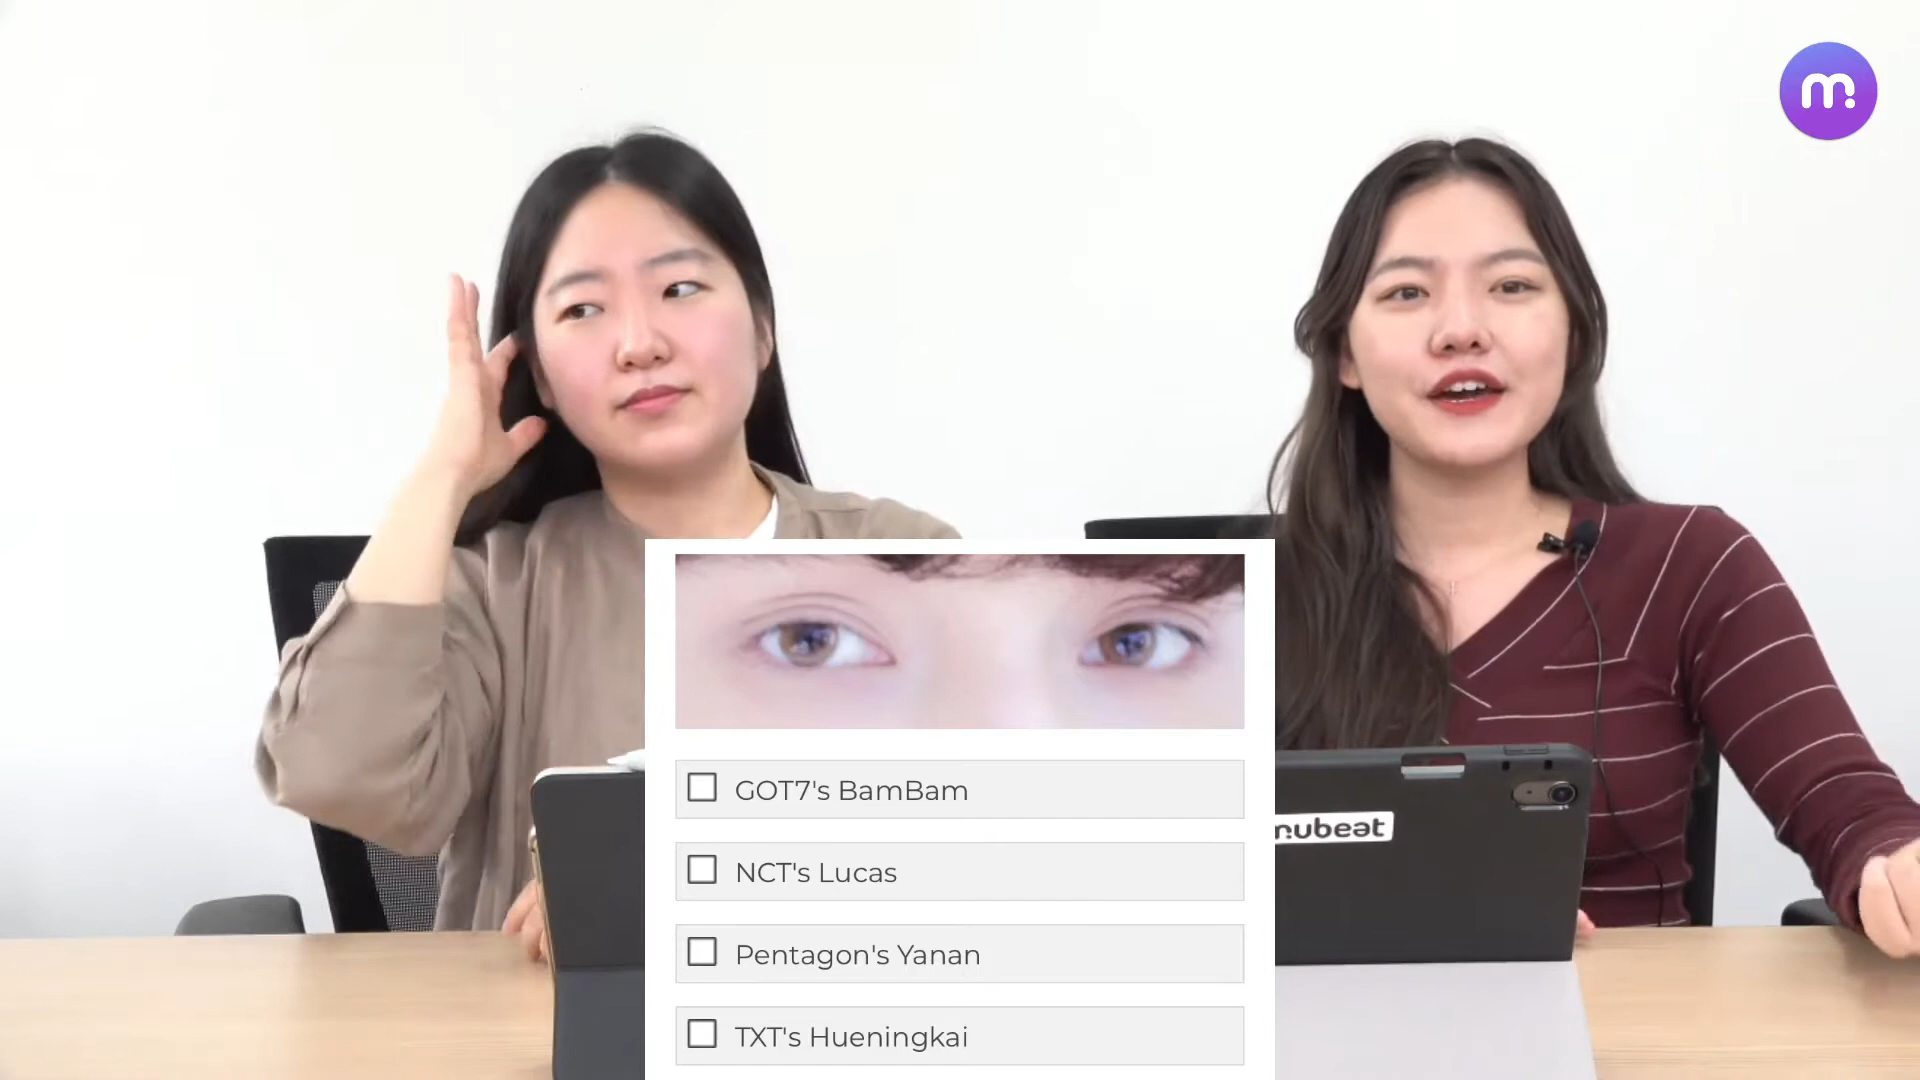 m.
GOT7's BamBam
NCT's Lucas
Pentagon's Yanan
TXT's Hueningkai
mubeat